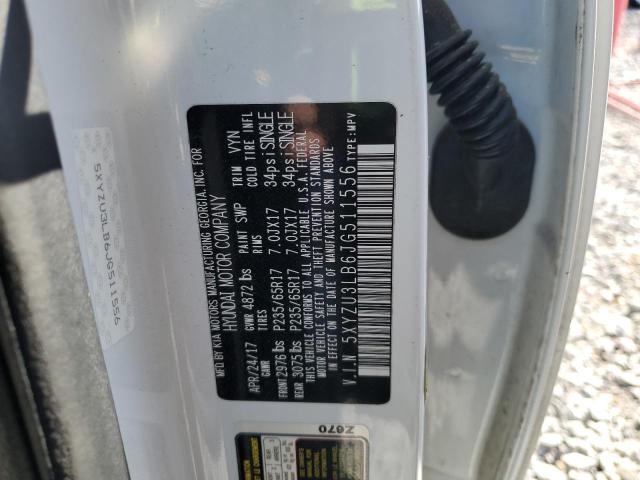 MFD BY KIA MOTORS MANUFACTURING GEORGIA, INC. FOR
HYUNDAI MOTOR COMPANY
APR/24/17 GVWR 4872 lbs PAINT SWP TRIM VYN
GAWR TIRES RIMS COLD TIRE INFL
FRONT 2976 lbs P235/65R17 7.0JX17 34psi SINGLE
REAR 3075 lbs P235/65R17 7.0JX17 34psi SINGLE
THIS VEHICLE CONFORMS TO ALL APPLICABLE U.S.A. FEDERAL
MOTOR VEHICLE SAFETY AND THEFT PREVENTION STANDARDS
IN EFFECT ON THE DATE OF MANUFACTURE SHOWN ABOVE
V.I.N 5XYZU3LB6JG511556 TYPE:MPV
5XYZU3LB6JG511556
Z670